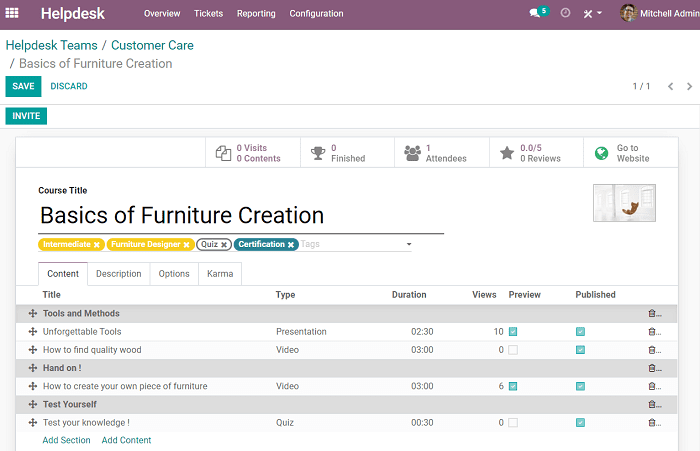 Helpdesk Overview Tickets Reporting Configuration 5 Mitchell Admin
Helpdesk Teams / Customer Care
/ Basics of Furniture Creation
SAVE DISCARD 1 / 1
INVITE
0 Visits 0 0.0/5 Go to
0 Contents Finished 1 Attendees 0 Reviews Website
Course Title
Basics of Furniture Creation
Intermediate Furniture Designer Quiz Certification Tags
Content Description Options Karma
Title Type Duration Views Preview Published
Tools and Methods
Unforgettable Tools Presentation 02:30 10
How to find quality wood Video 03:00 0
Hand on !
How to create your own piece of furniture Video 03:00 6
Test Yourself
Test your knowledge ! Quiz 00:30 0
Add Section Add Content